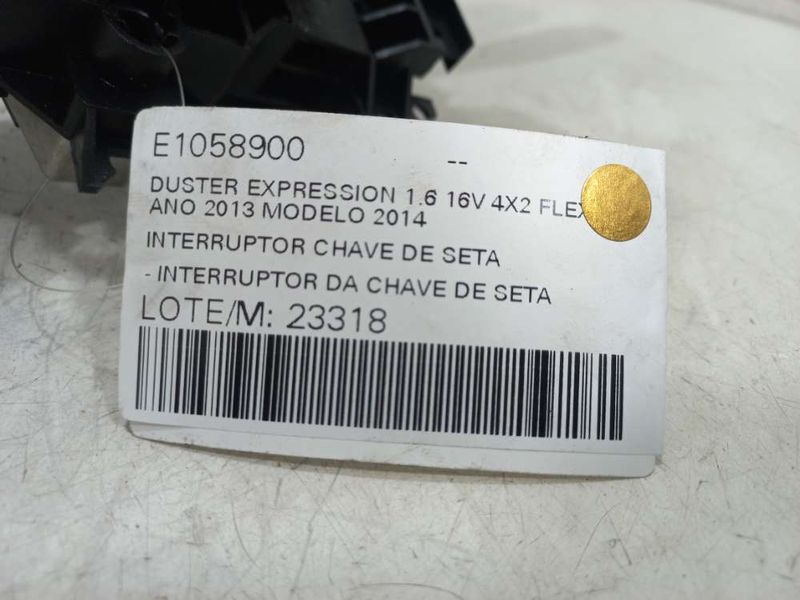 E1058900 --
DUSTER EXPRESSION 1.6 16V 4X2 FLEX
ANO 2013 MODELO 2014
INTERRUPTOR CHAVE DE SETA
- INTERRUPTOR DA CHAVE DE SETA
LOTE/M: 23318